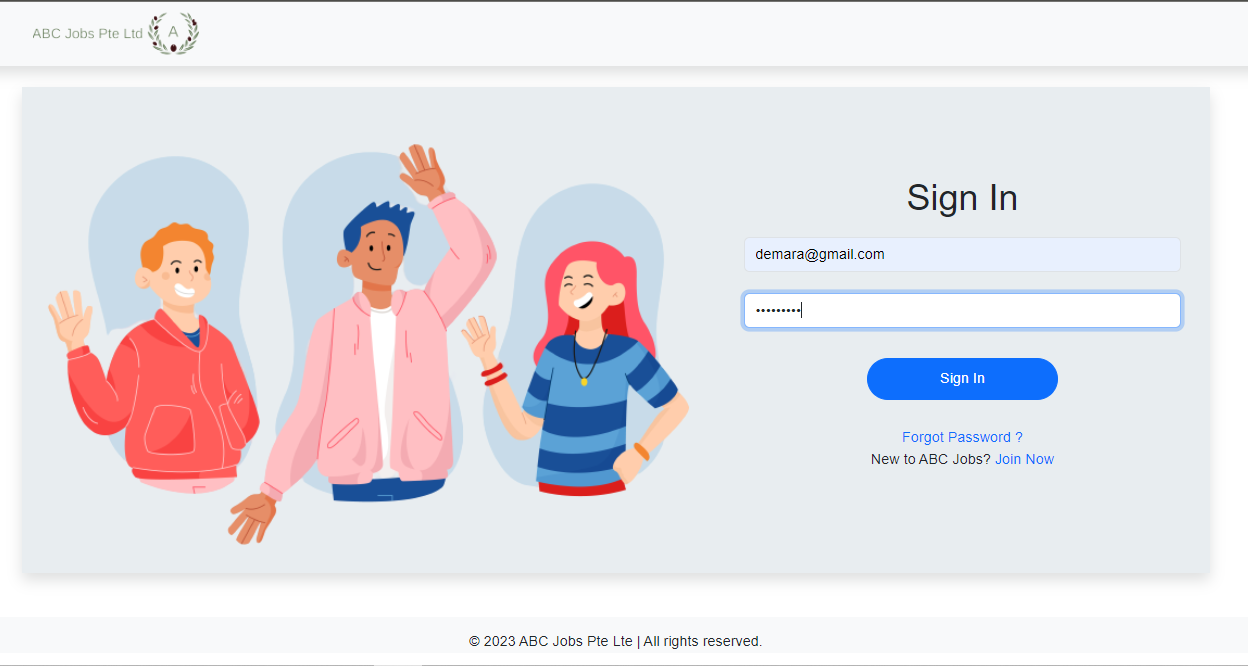 ABC Jobs Pte Ltd A
Sign In
demara@gmail.com
•••••••••
Sign In
Forgot Password ?
New to ABC Jobs? Join Now
© 2023 ABC Jobs Pte Lte | All rights reserved.